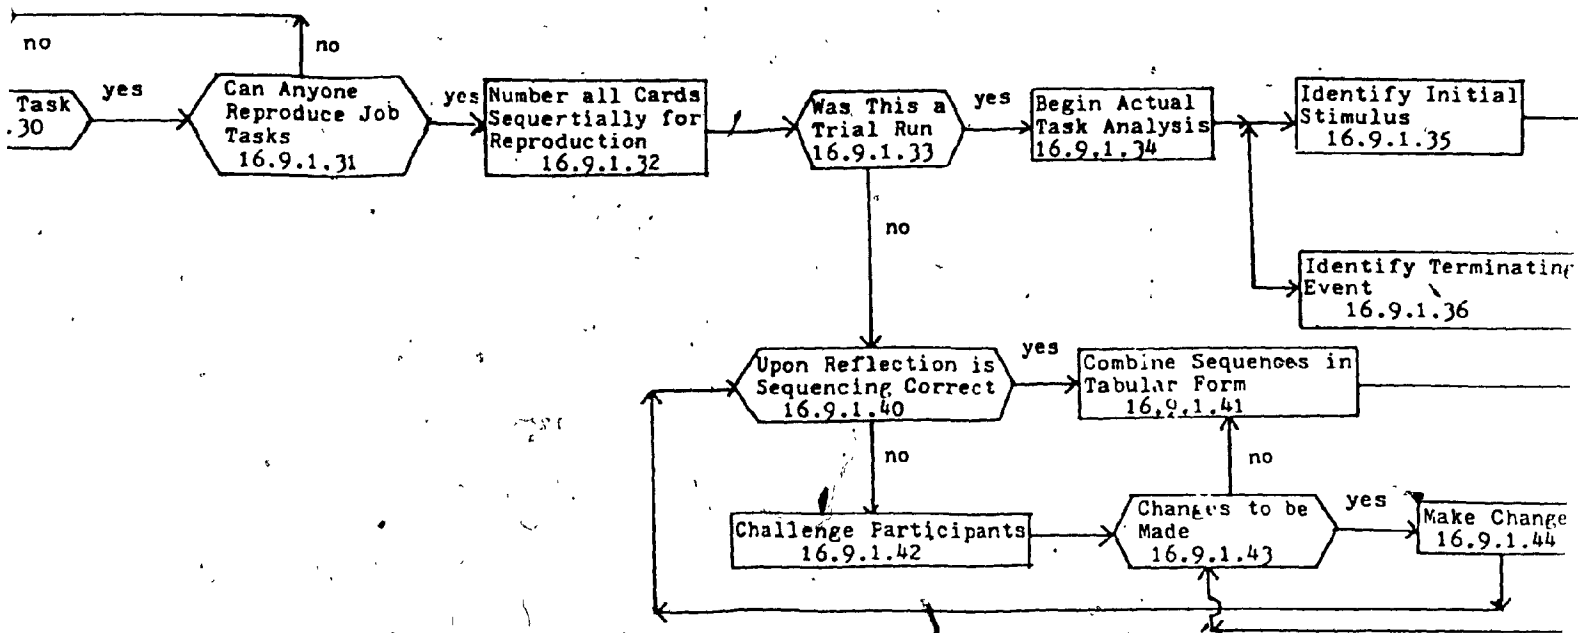 no
no
Task
.30
yes
Can Anyone
Reproduce Job
Tasks
16.9.1.31
yes
Number all Cards
Sequertially for
Reproduction
16.9.1.32
Was This a
Trial Run
16.9.1.33
yes
Begin Actual
Task Analysis
16.9.1.34
Identify Initial
Stimulus
16.9.1.35
no
Identify Terminating
Event
16.9.1.36
Upon Reflection is
Sequencing Correct
16.9.1.40
yes
Combine Sequences in
Tabular Form
16,9.1.41
no
no
Challenge Participants
16.9.1.42
Changes to be
Made
16.9.1.43
yes
Make Change
16.9.1.44